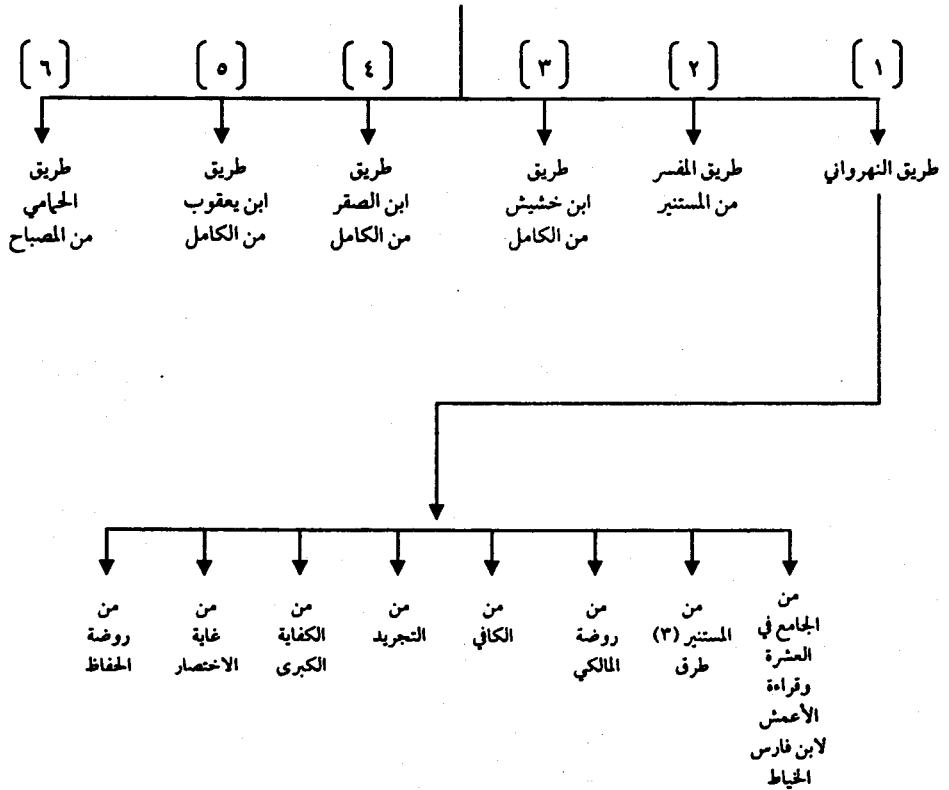 [١]
طريق النهرواني
[٢]
طريق المفسر
من المستنير
[٣]
طريق
ابن خشيش
من الكامل
[٤]
طريق
ابن الصقر
من الكامل
[٥]
طريق
ابن يعقوب
من الكامل
[٦]
طريق
الحمامي
من المصباح
من
الجامع في
العشرة
وقراءة
الأعمش
لابن فارس
الخياط
من
المستنير (٣)
طرق
من
روضة
المالكي
من
الكافي
من
التجريد
من
الكفاية
الكبرى
من
غاية
الاختصار
من
روضة
الحفاظ